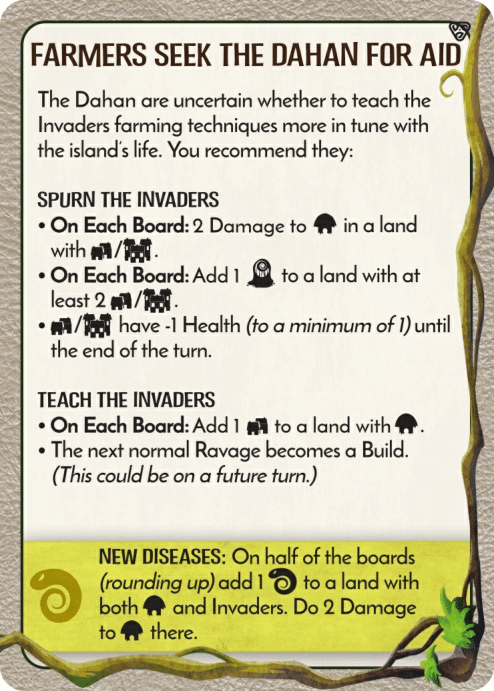 FARMERS SEEK THE DAHAN FOR AID
The Dahan are uncertain whether to teach the
Invaders farming techniques more in tune with
the island's life. You recommend they:
SPURN THE INVADERS
• On Each Board: 2 Damage to in a land
with / .
• On Each Board: Add 1 to a land with at
least 2 / .
• / have -1 Health (to a minimum of 1) until
the end of the turn.
TEACH THE INVADERS
• On Each Board: Add 1 to a land with .
• The next normal Ravage becomes a Build.
(This could be on a future turn.)
NEW DISEASES: On half of the boards
(rounding up) add 1 to a land with
both and Invaders. Do 2 Damage
to there.